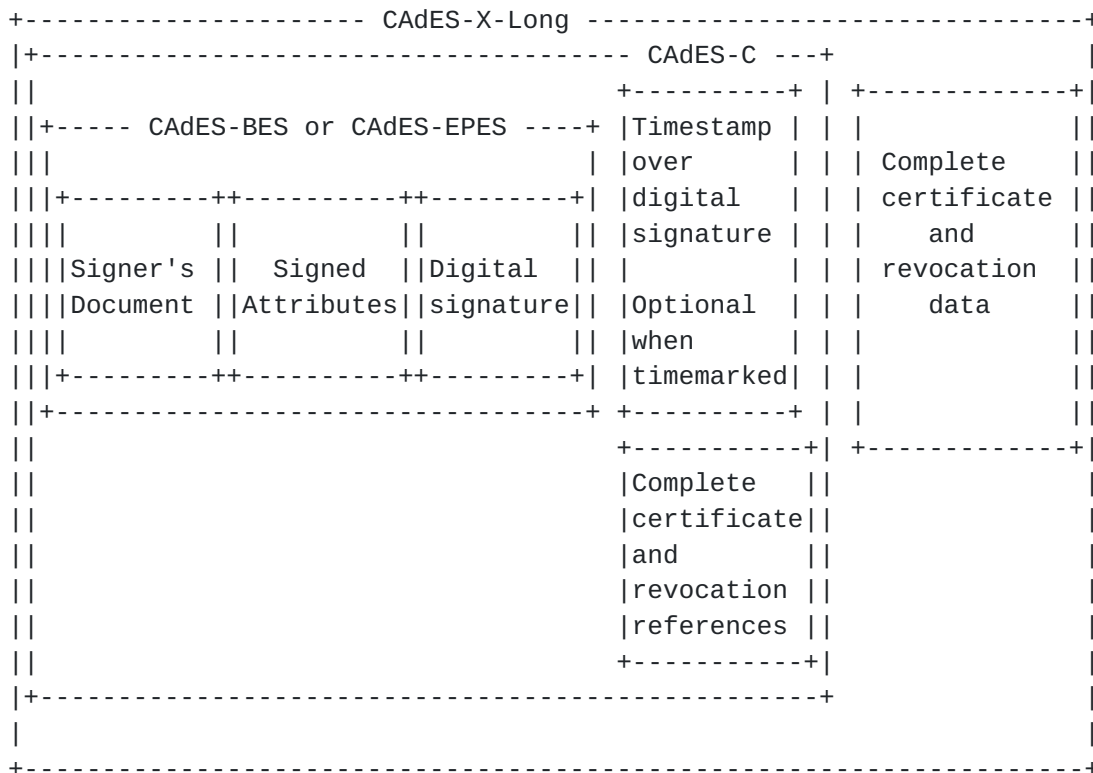 +--------------------- CAdES-X-Long --------------------------------+
|+-------------------------------------- CAdES-C ---+                |
||                                     +----------+ | +-------------+|
||+----- CAdES-BES or CAdES-EPES ----+ |Timestamp | | |             ||
|||                                  | |over      | | | Complete    ||
|||+---------++----------++---------+| |digital   | | | certificate ||
||||         ||          ||         || |signature | | |    and      ||
||||Signer's ||  Signed  ||Digital  || |          | | | revocation  ||
||||Document ||Attributes||signature|| |Optional  | | |    data     ||
||||         ||          ||         || |when      | | |             ||
|||+---------++----------++---------+| |timemarked| | |             ||
||+----------------------------------+ +----------+ | |             ||
||                                     +-----------+| +-------------+|
||                                     |Complete   ||                |
||                                     |certificate||                |
||                                     |and        ||                |
||                                     |revocation ||                |
||                                     |references ||                |
||                                     +-----------+|                |
|+--------------------------------------------------+                |
|                                                                    |
+--------------------------------------------------------------------+